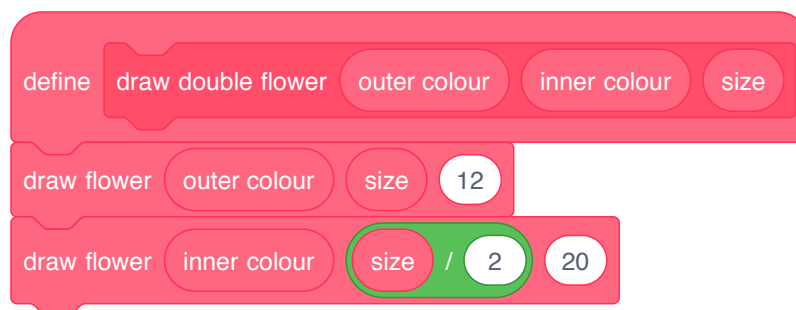 define draw double flower outer colour inner colour size
draw flower outer colour size 12
draw flower inner colour size / 2 20